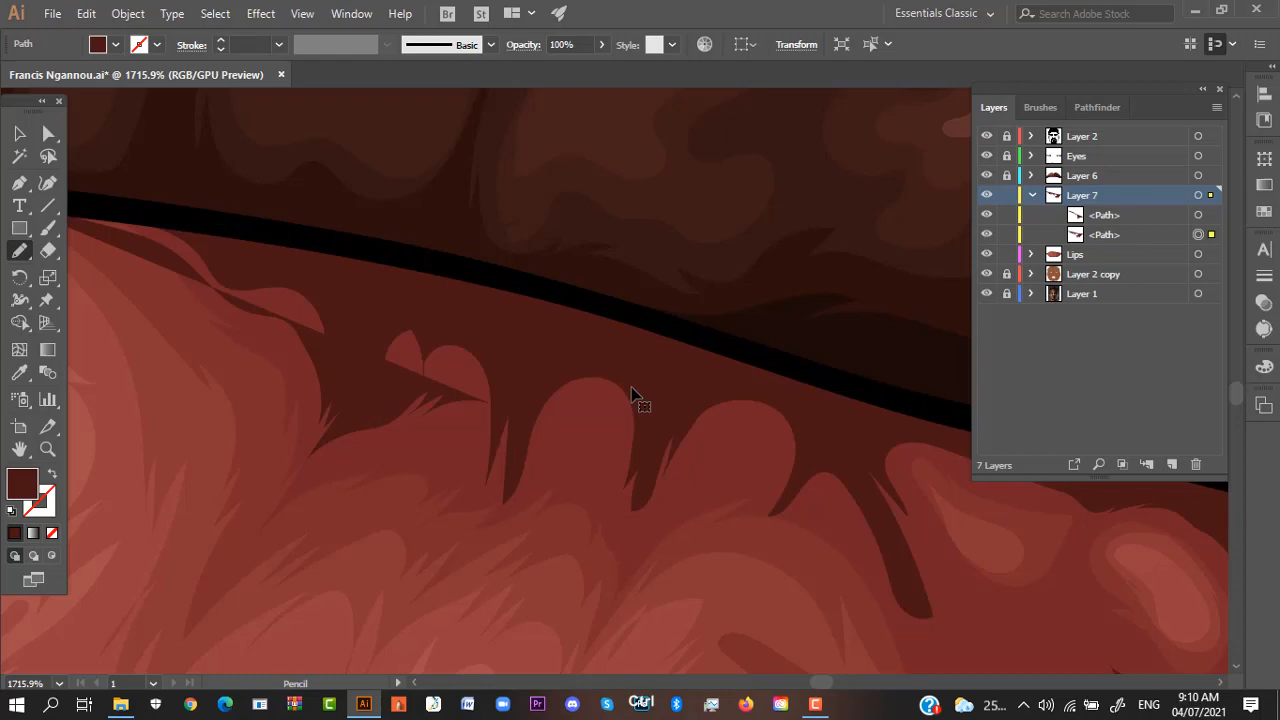 Ai File Edit Object Type Select Effect View Window Help Br St Essentials Classic Search Adobe Stock
Path Stroke: Basic Opacity: 100% Style: Transform
Francis Ngannou.ai* @ 1715.9% (RGB/GPU Preview)
Layers Brushes Pathfinder
Layer 2
Eyes
Layer 6
Layer 7
<Path>
<Path>
Lips
Layer 2 copy
Layer 1
7 Layers
1715.9% 1 Pencil
Ctrl
25... ENG 9:10 AM
04/07/2021